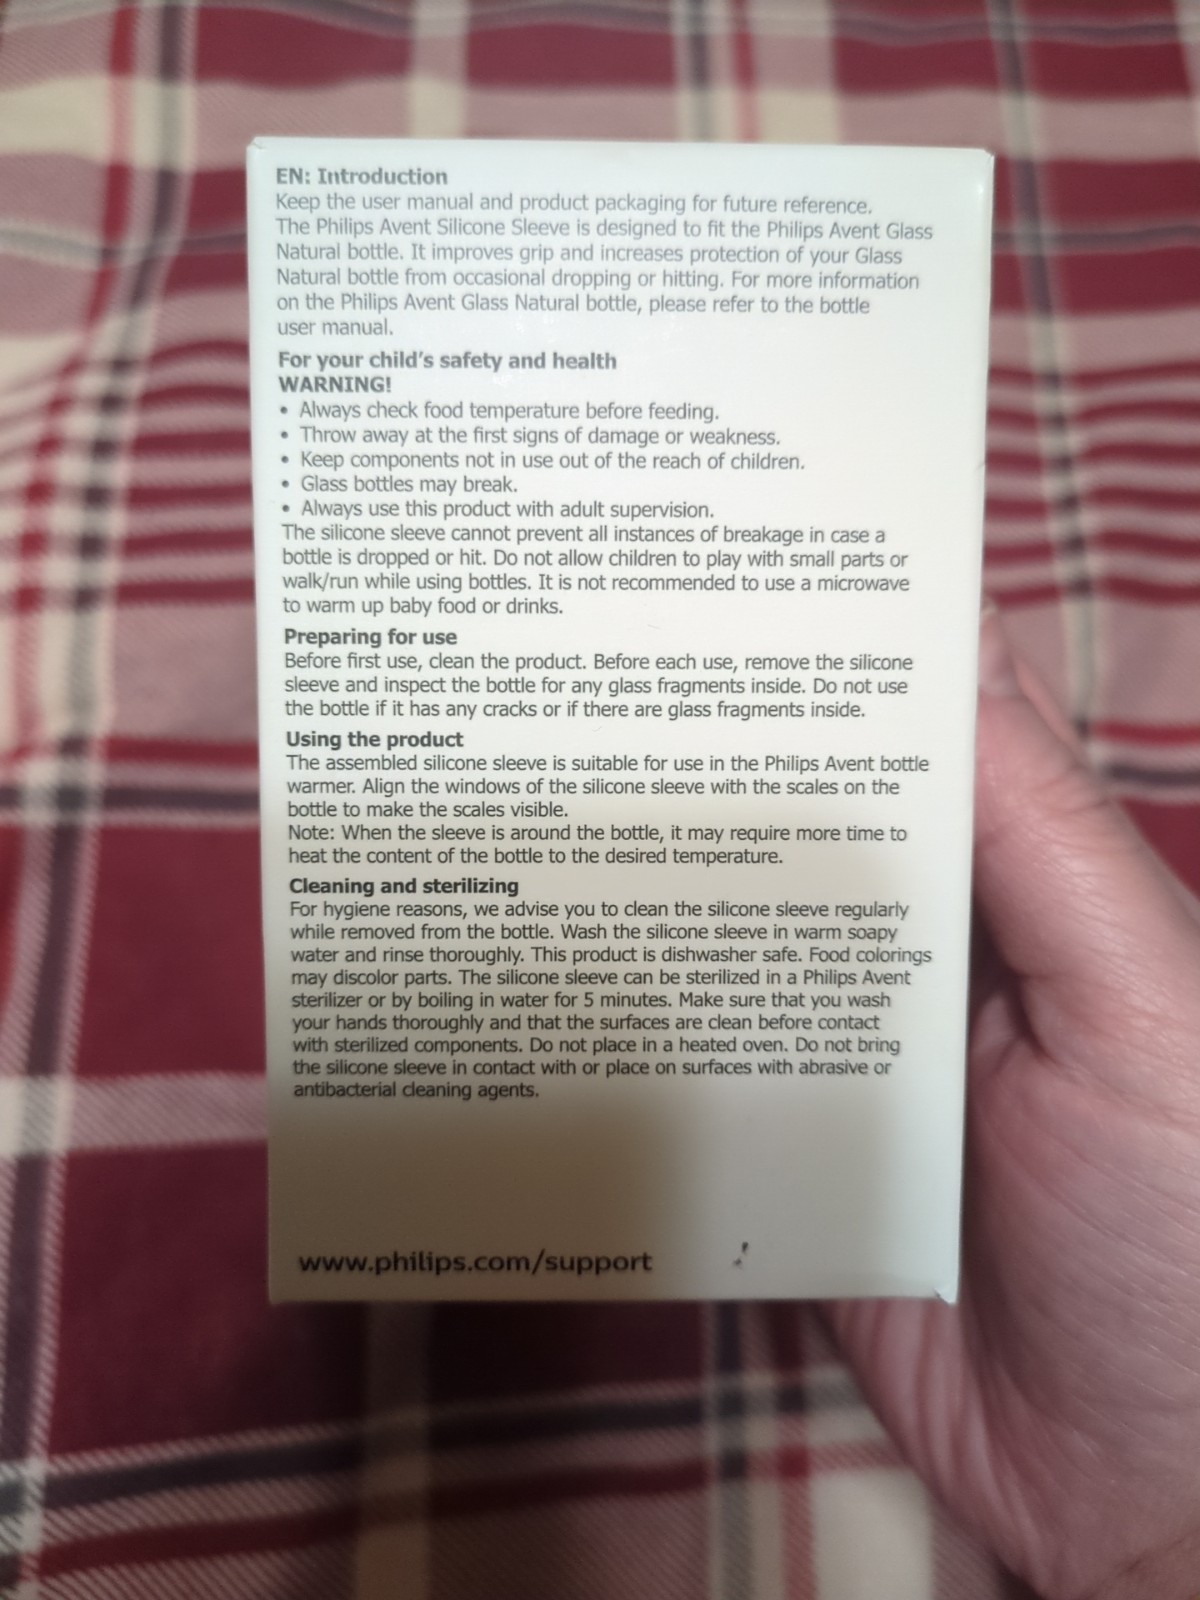 EN: Introduction
Keep the user manual and product packaging for future reference.
The Philips Avent Silicone Sleeve is designed to fit the Philips Avent Glass
Natural bottle. It improves grip and increases protection of your Glass
Natural bottle from occasional dropping or hitting. For more information
on the Philips Avent Glass Natural bottle, please refer to the bottle
user manual.
For your child's safety and health
WARNING!
• Always check food temperature before feeding.
• Throw away at the first signs of damage or weakness.
• Keep components not in use out of the reach of children.
• Glass bottles may break.
• Always use this product with adult supervision.
The silicone sleeve cannot prevent all instances of breakage in case a
bottle is dropped or hit. Do not allow children to play with small parts or
walk/run while using bottles. It is not recommended to use a microwave
to warm up baby food or drinks.
Preparing for use
Before first use, clean the product. Before each use, remove the silicone
sleeve and inspect the bottle for any glass fragments inside. Do not use
the bottle if it has any cracks or if there are glass fragments inside.
Using the product
The assembled silicone sleeve is suitable for use in the Philips Avent bottle
warmer. Align the windows of the silicone sleeve with the scales on the
bottle to make the scales visible.
Note: When the sleeve is around the bottle, it may require more time to
heat the content of the bottle to the desired temperature.
Cleaning and sterilizing
For hygiene reasons, we advise you to clean the silicone sleeve regularly
while removed from the bottle. Wash the silicone sleeve in warm soapy
water and rinse thoroughly. This product is dishwasher safe. Food colorings
may discolor parts. The silicone sleeve can be sterilized in a Philips Avent
sterilizer or by boiling in water for 5 minutes. Make sure that you wash
your hands thoroughly and that the surfaces are clean before contact
with sterilized components. Do not place in a heated oven. Do not bring
the silicone sleeve in contact with or place on surfaces with abrasive or
antibacterial cleaning agents.
www.philips.com/support